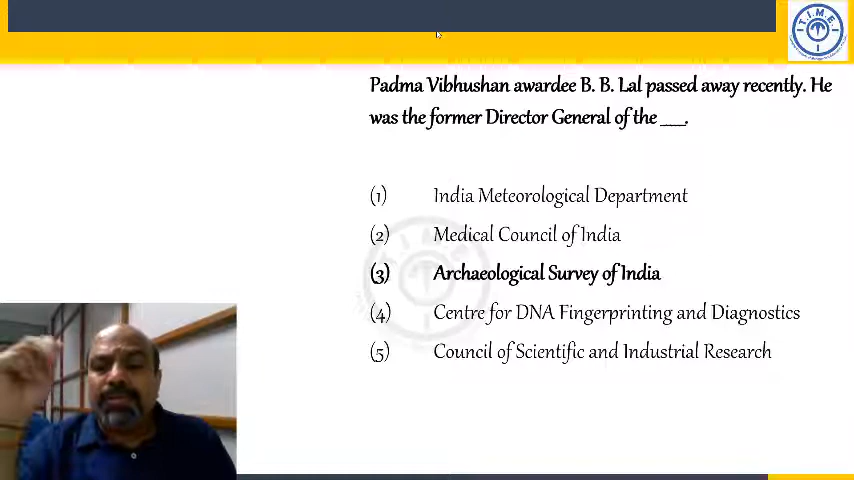 T.I.M.E.
Padma Vibhushan awardee B. B. Lal passed away recently. He
was the former Director General of the ____.
(1) India Meteorological Department
(2) Medical Council of India
(3) Archaeological Survey of India
(4) Centre for DNA Fingerprinting and Diagnostics
(5) Council of Scientific and Industrial Research